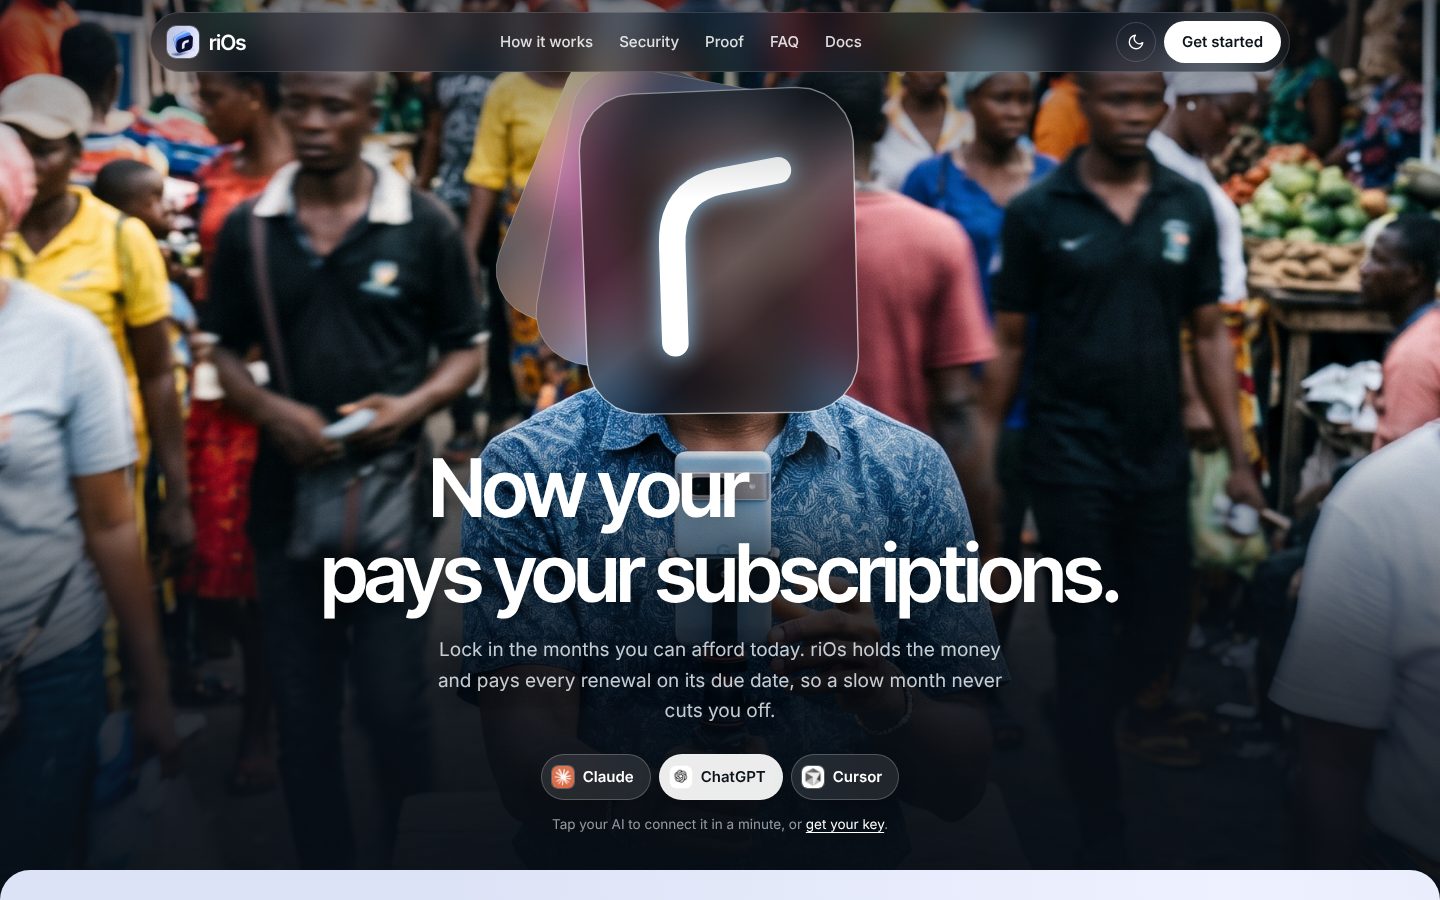 riOs
How it works
Security
Proof
FAQ
Docs
Get started
Now your
pays your subscriptions.
Lock in the months you can afford today. riOs holds the money
and pays every renewal on its due date, so a slow month never
cuts you off.
Claude
ChatGPT
Cursor
Tap your AI to connect it in a minute, or get your key.